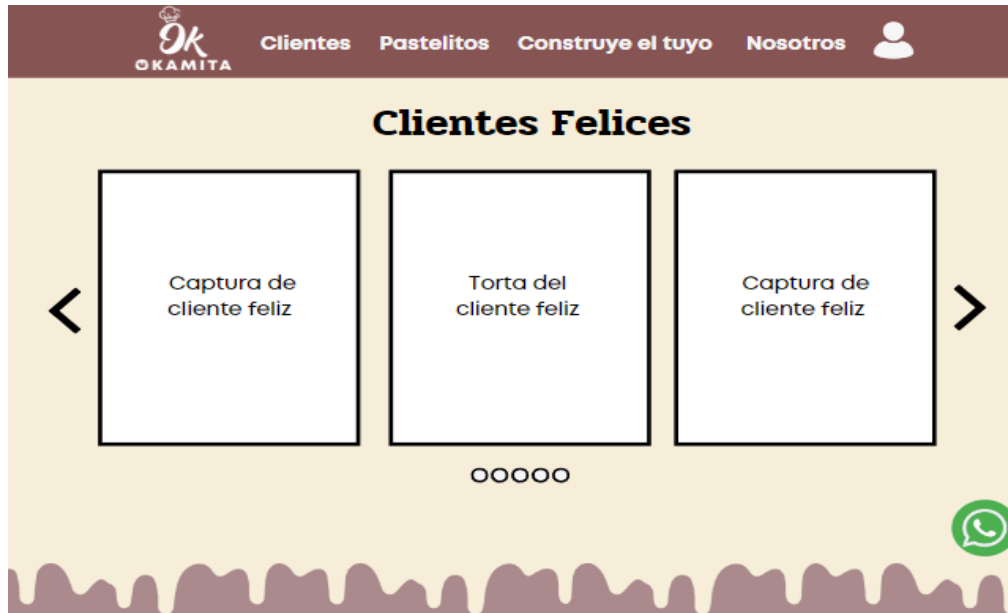 OK
OKAMITA
Clientes Pastelitos Construye el tuyo Nosotros
Clientes Felices
Captura de
cliente feliz
Torta del
cliente feliz
Captura de
cliente feliz